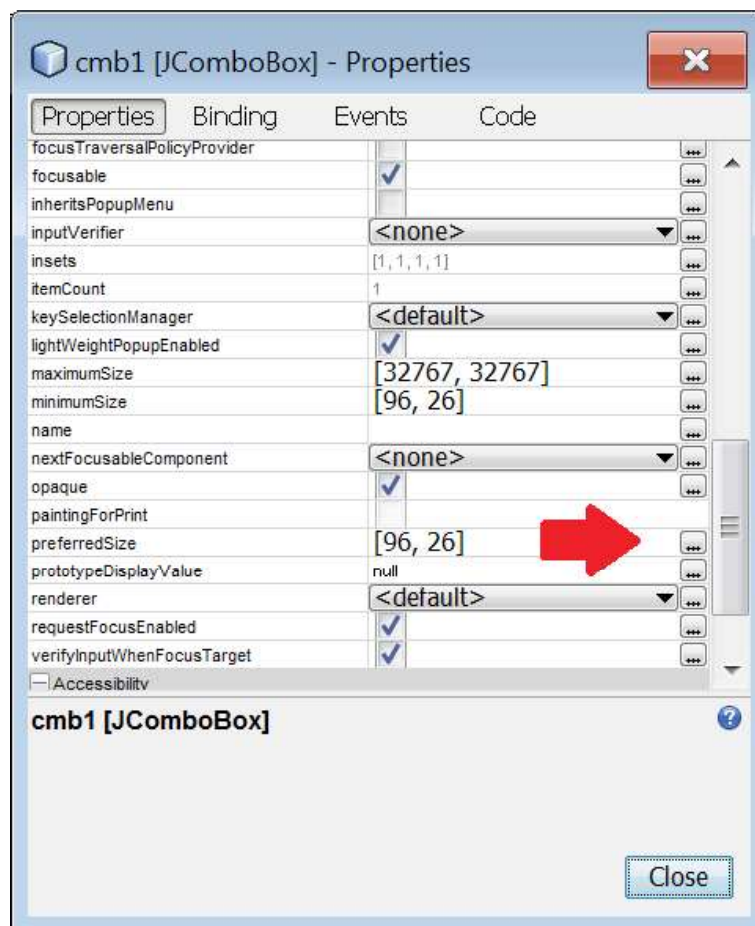 cmb1 [JComboBox] - Properties
Properties Binding Events Code
focusTraversalPolicyProvider ...
focusable ...
inheritsPopupMenu ...
inputVerifier <none> ...
insets [1, 1, 1, 1] ...
itemCount 1 ...
keySelectionManager <default> ...
lightWeightPopupEnabled ...
maximumSize [32767, 32767] ...
minimumSize [96, 26] ...
name ...
nextFocusableComponent <none> ...
opaque ...
paintingForPrint
preferredSize [96, 26] ...
prototypeDisplayValue null ...
renderer <default> ...
requestFocusEnabled ...
verifyInputWhenFocusTarget ...
Accessibility
cmb1 [JComboBox] ?
Close